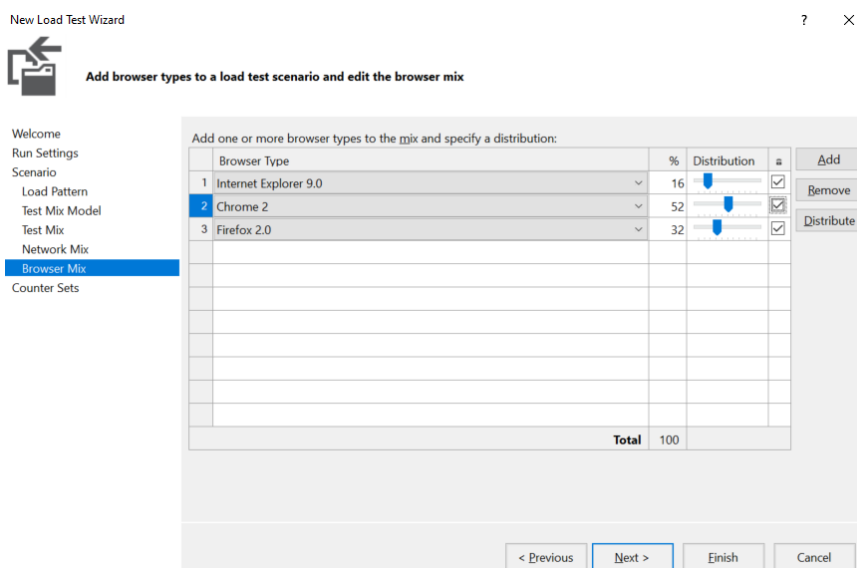 New Load Test Wizard
?
Add browser types to a load test scenario and edit the browser mix
Welcome
Run Settings
Scenario
Load Pattern
Test Mix Model
Test Mix
Network Mix
Browser Mix
Counter Sets
Add one or more browser types to the mix and specify a distribution:
Browser Type % Distribution
1 Internet Explorer 9.0 16
2 Chrome 2 52
3 Firefox 2.0 32
Total 100
Add
Remove
Distribute
< Previous Next > Finish Cancel